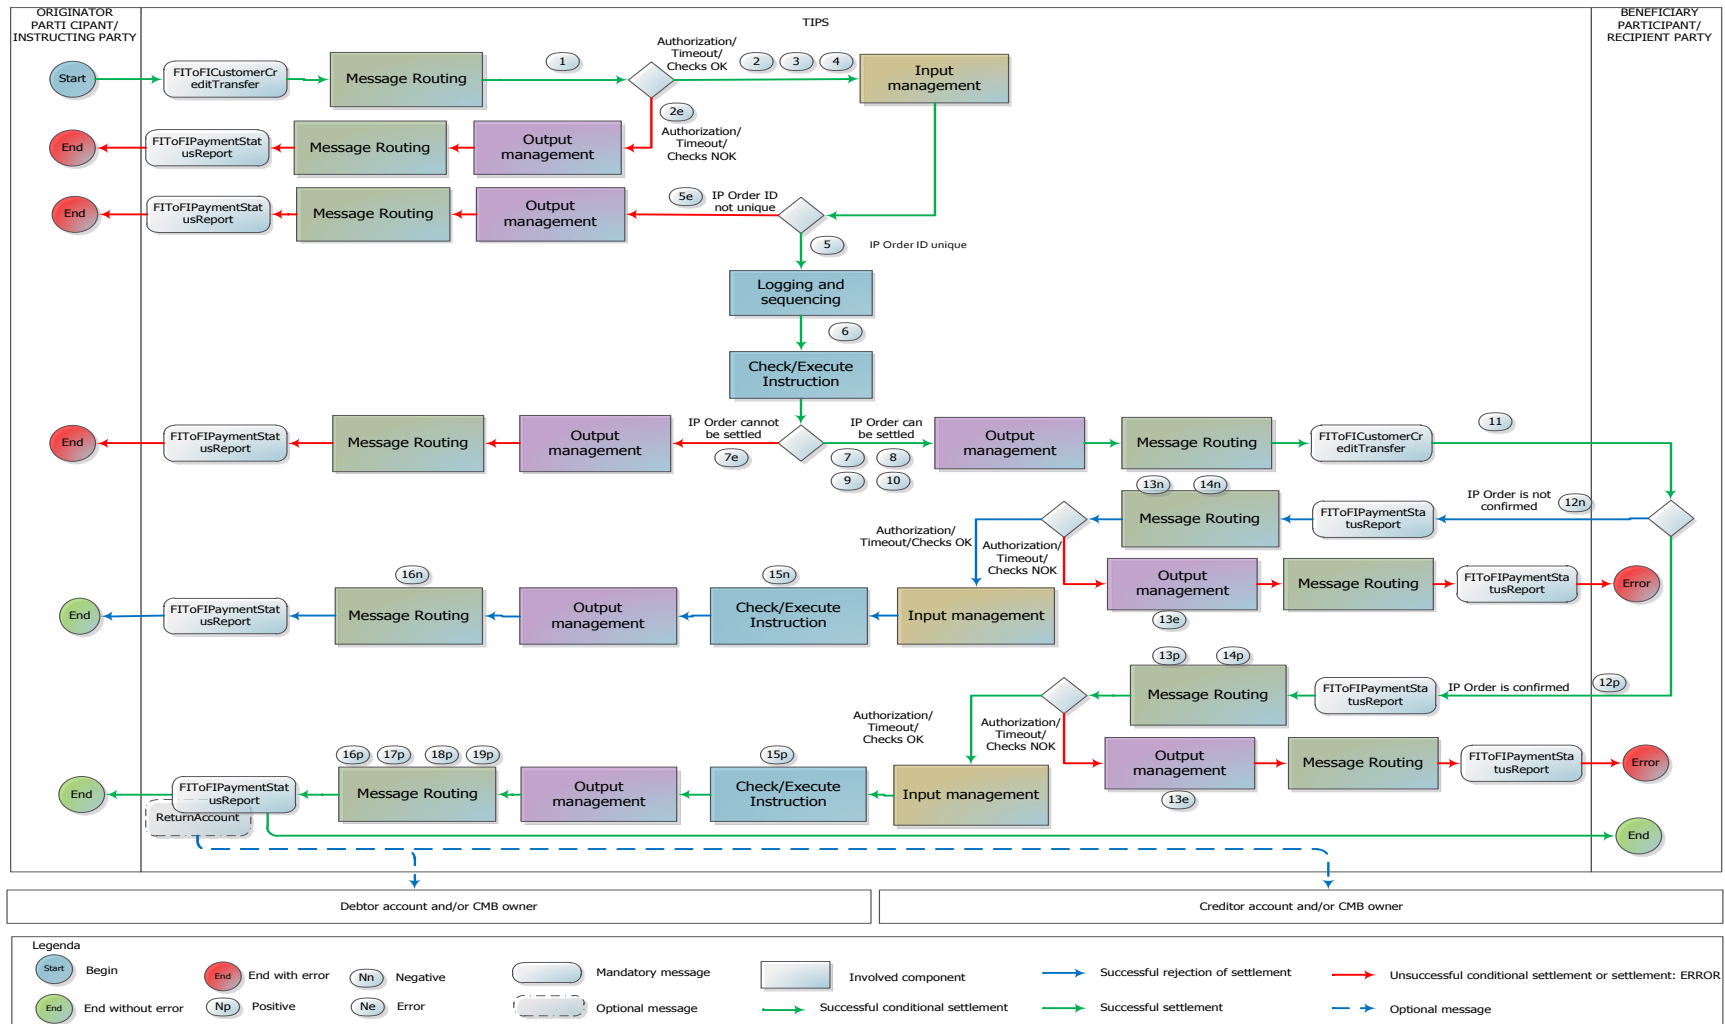 ORIGINATOR
PARTI CIPANT/
INSTRUCTING PARTY
TIPS
BENEFICIARY
PARTICIPANT/
RECIPIENT PARTY
Start
FIToFICustomerCr
editTransfer
Message Routing
1
Authorization/
Timeout/
Checks OK
2
3
4
Input
management
2e
Authorization/
Timeout/
Checks NOK
End
FIToFIPaymentStat
usReport
Message Routing
Output
management
End
FIToFIPaymentStat
usReport
Message Routing
Output
management
5e
IP Order ID
not unique
5
IP Order ID unique
Logging and
sequencing
6
Check/Execute
Instruction
End
FIToFIPaymentStat
usReport
Message Routing
Output
management
IP Order cannot
be settled
7e
IP Order can
be settled
7
8
9
10
Output
management
Message Routing
FIToFICustomerCr
editTransfer
11
13n
14n
Message Routing
FIToFIPaymentSta
tusReport
IP Order is not
confirmed
12n
Authorization/
Timeout/Checks OK
Authorization/
Timeout/
Checks NOK
Output
management
13e
Message Routing
FIToFIPaymentSta
tusReport
Error
End
FIToFIPaymentStat
usReport
16n
Message Routing
Output
management
15n
Check/Execute
Instruction
Input management
13p
14p
Message Routing
FIToFIPaymentSta
tusReport
IP Order is confirmed
12p
Authorization/
Timeout/
Checks OK
Authorization/
Timeout/
Checks NOK
Output
management
13e
Message Routing
FIToFIPaymentSta
tusReport
Error
End
FIToFIPaymentStat
usReport
ReturnAccount
16p
17p
18p
19p
Message Routing
Output
management
15p
Check/Execute
Instruction
Input management
End
Debtor account and/or CMB owner
Creditor account and/or CMB owner
Legenda
Start
Begin
End
End with error
Nn
Negative
Mandatory message
Involved component
Successful rejection of settlement
Unsuccessful conditional settlement or settlement: ERROR
End
End without error
Np
Positive
Ne
Error
Optional message
Successful conditional settlement
Successful settlement
Optional message